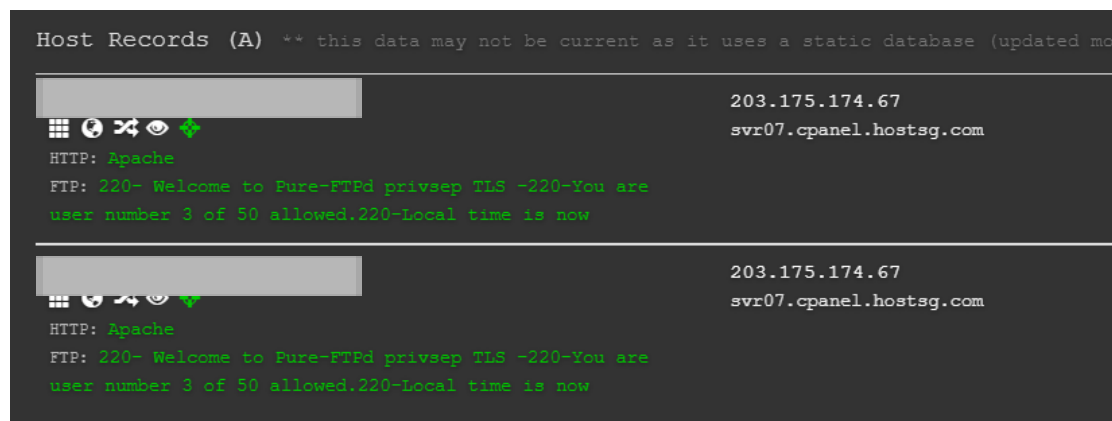 Host Records (A) ** this data may not be current as it uses a static database (updated mo
203.175.174.67
svr07.cpanel.hostsg.com
HTTP: Apache
FTP: 220- Welcome to Pure-FTPd privsep TLS -220-You are
user number 3 of 50 allowed.220-Local time is now
203.175.174.67
svr07.cpanel.hostsg.com
HTTP: Apache
FTP: 220- Welcome to Pure-FTPd privsep TLS -220-You are
user number 3 of 50 allowed.220-Local time is now